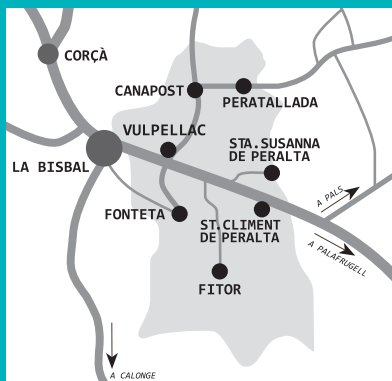 CORÇÀ
CANAPOST
PERATALLADA
VULPELLAC
STA.SUSANNA
DE PERALTA
LA BISBAL
A PALS
FONTETA
ST.CLIMENT
DE PERALTA
A PALAFRUGELL
FITOR
A CALONGE